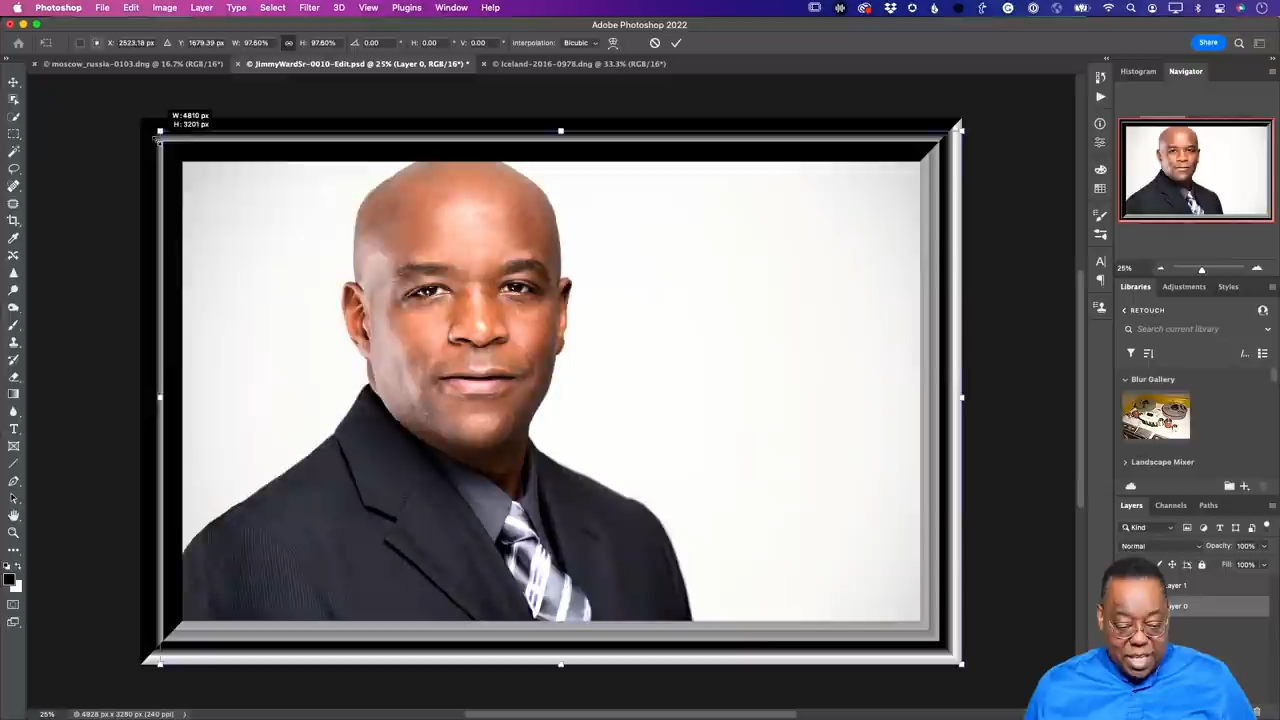 Photoshop File Edit Image Layer Type Select Filter 3D View Plugins Window Help
Adobe Photoshop 2022
X: 2523.18 px Y: 1679.39 px W: 97.60% H: 97.60% 0.00 ° H: 0.00 ° V: 0.00 ° Interpolation: Bicubic
Share
© moscow_russia-0103.dng @ 16.7% (RGB/16*)
© JimmyWardSr-0010-Edit.psd @ 25% (Layer 0, RGB/16*) *
© Iceland-2016-0978.dng @ 33.3% (RGB/16*)
Histogram Navigator
W: 4810 px
H: 3201 px
25%
Libraries Adjustments Styles
RETOUCH
Search current library
Blur Gallery
Landscape Mixer
Layers Channels Paths
Kind
Normal Opacity: 100%
Fill: 100%
ayer 1
ayer 0
25% © 4928 px x 3280 px (240 ppi)